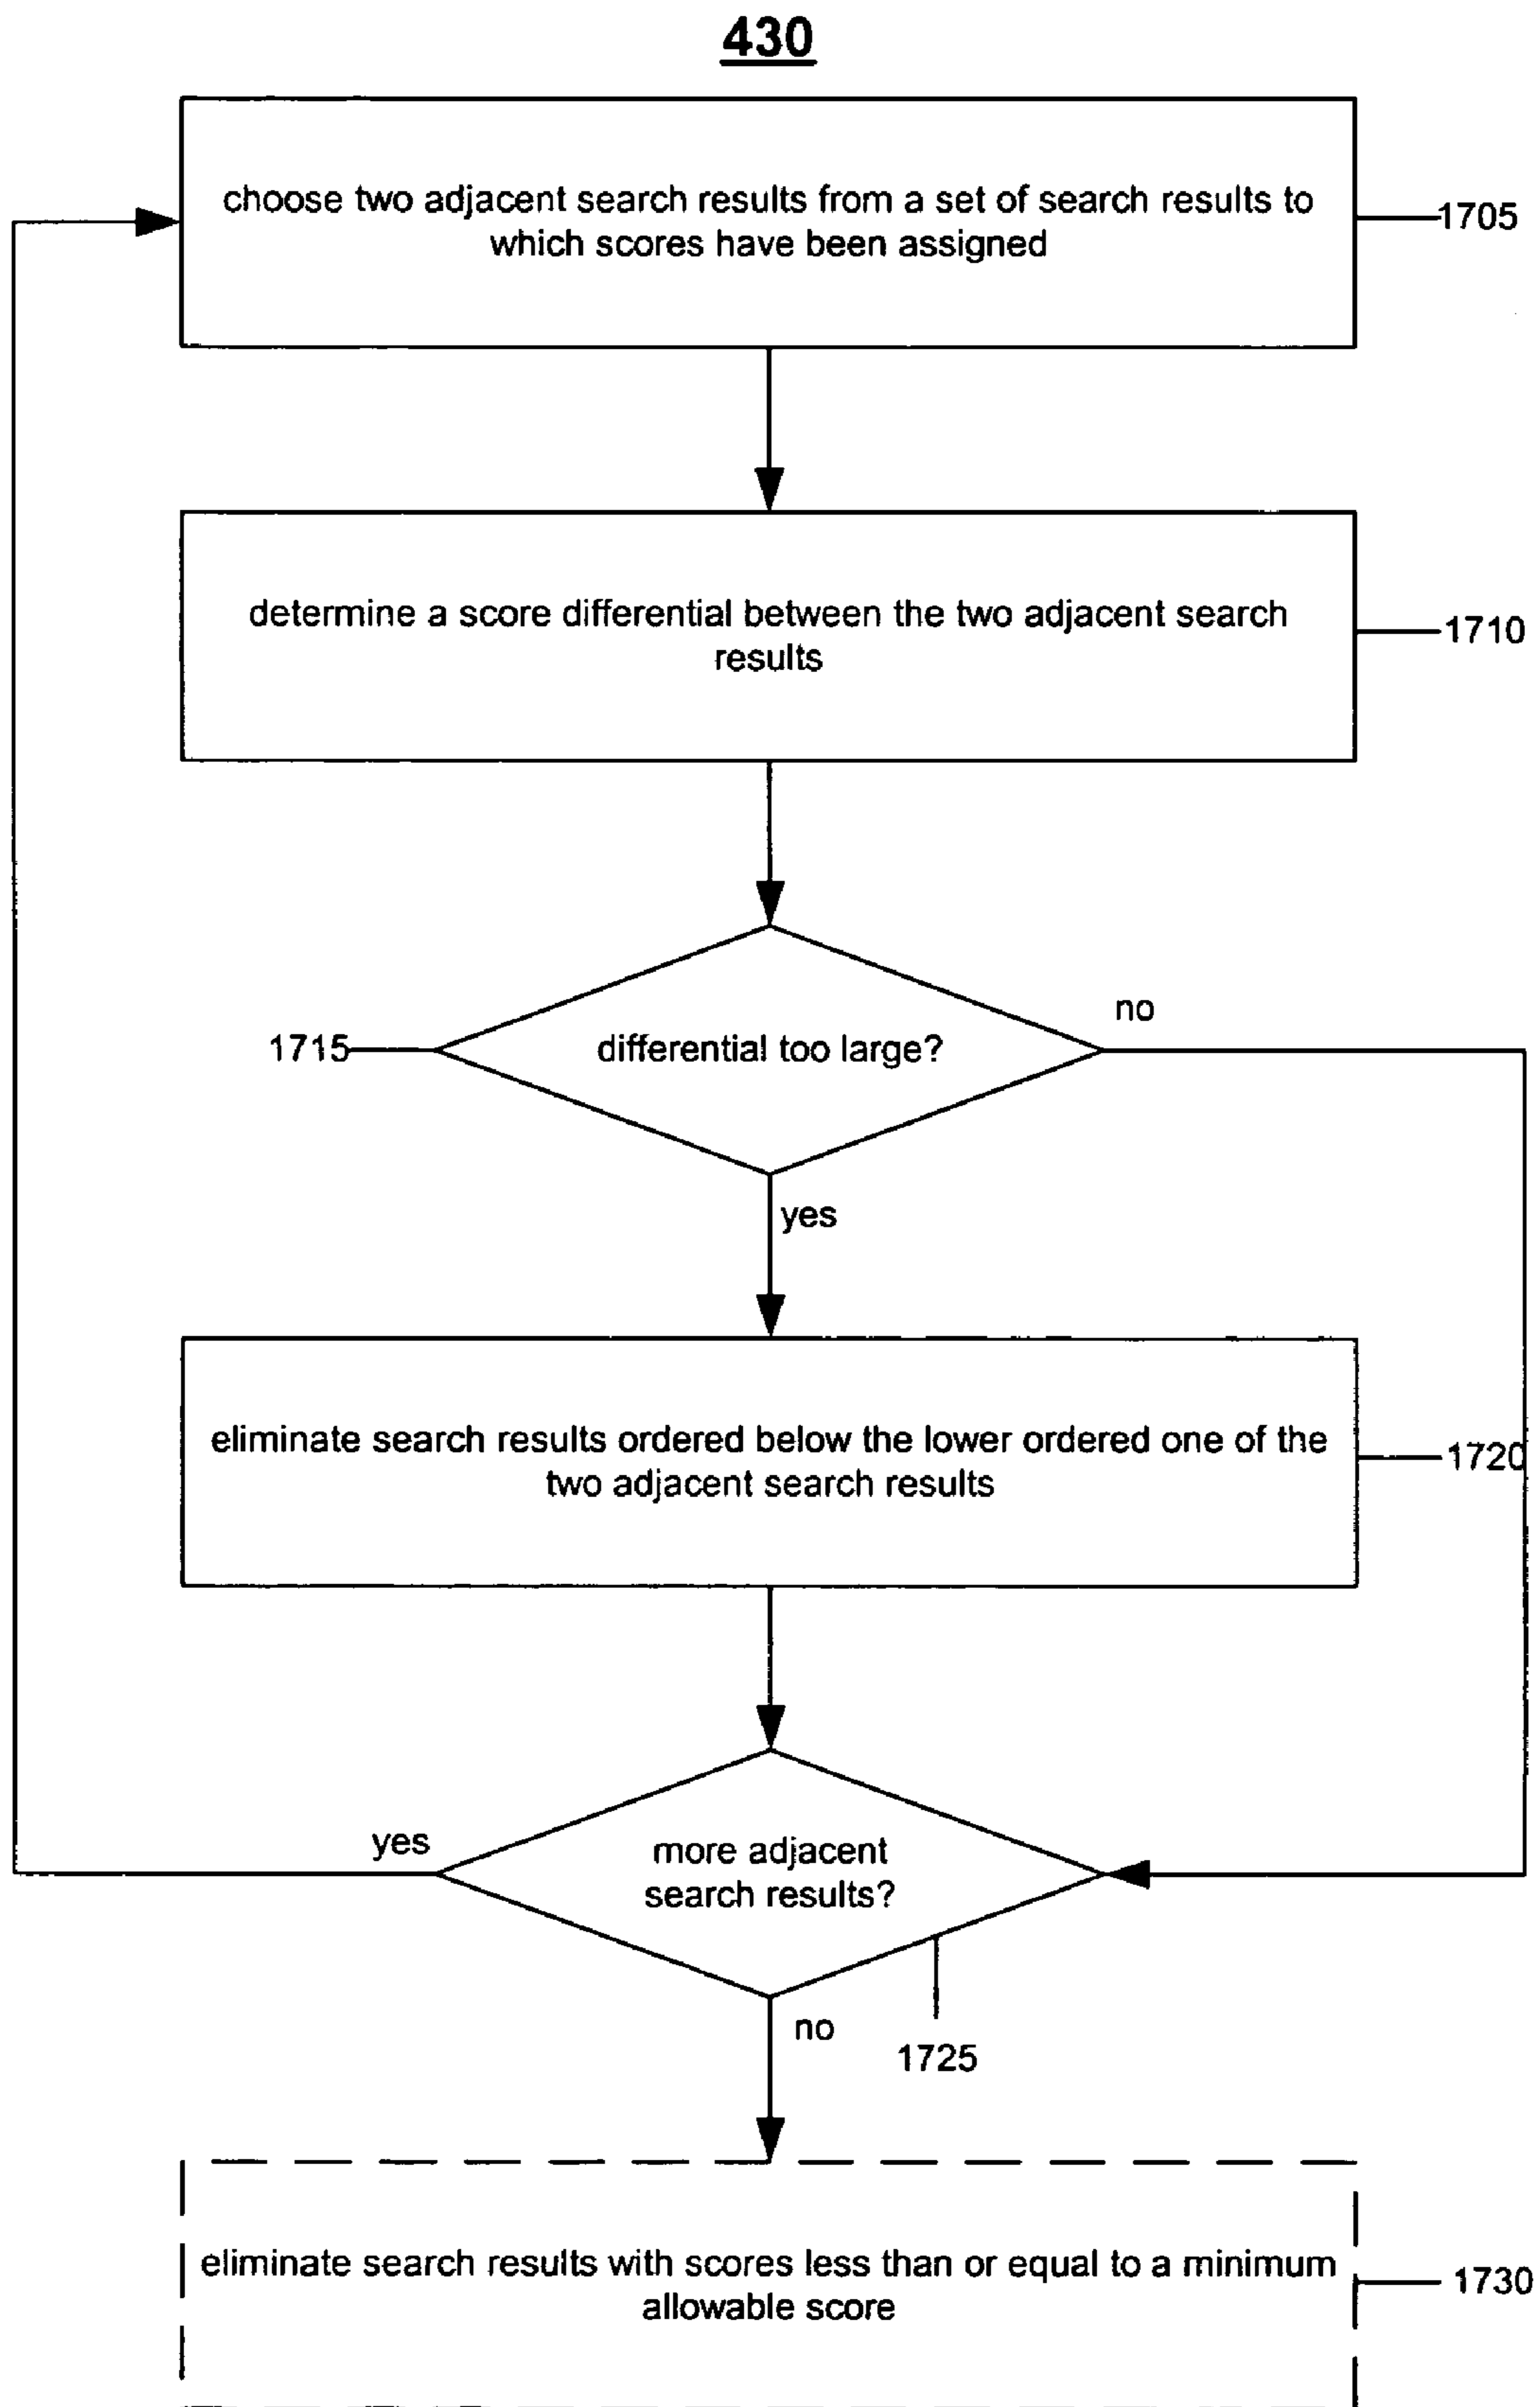 430
choose two adjacent search results from a set of search results to
which scores have been assigned
1705
determine a score differential between the two adjacent search
results
1710
differential too large?
1715
no
yes
eliminate search results ordered below the lower ordered one of the
two adjacent search results
1720
more adjacent
search results?
yes
no
1725
eliminate search results with scores less than or equal to a minimum
allowable score
1730